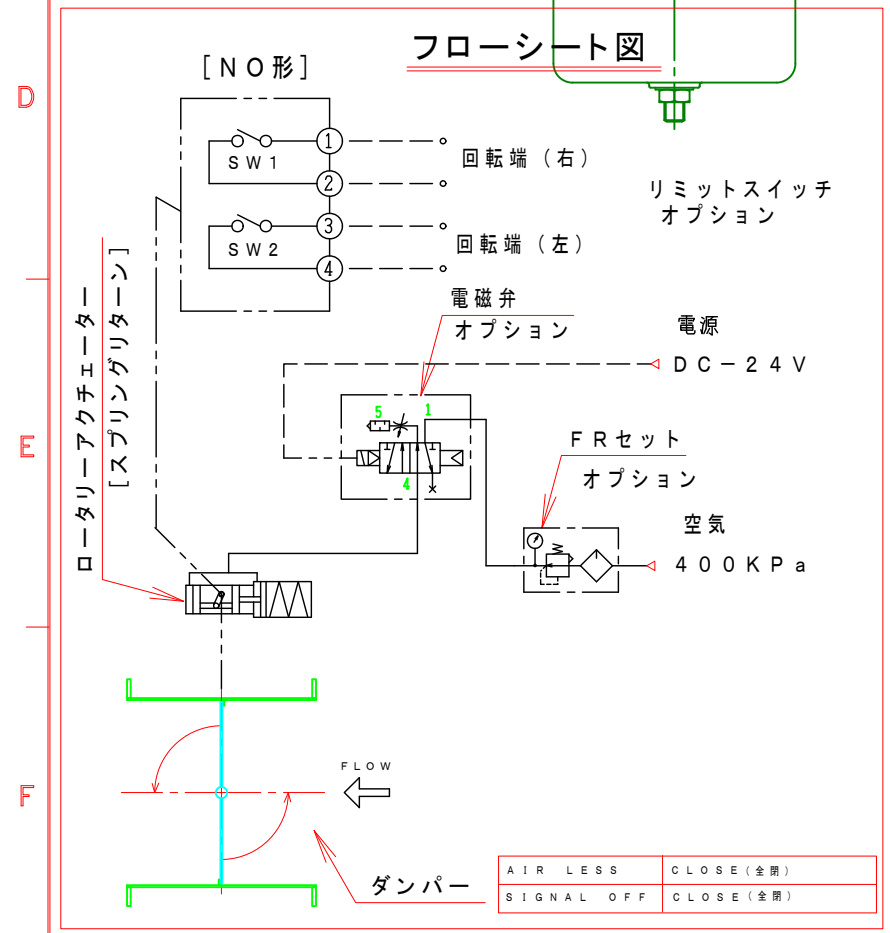 フローシート図
D
[NO形]
1
SW1
2
回転端(右)
リミットスイッチ
オプション
3
SW2
4
回転端(左)
電磁弁
オプション
電源
DC-24V
ロータリーアクチェーター
[スプリングリターン]
E
5
1
4
FRセット
オプション
W
空気
400KPa
F
FLOW
ダンパー
AIR LESS CLOSE(全閉)
SIGNAL OFF CLOSE(全閉)